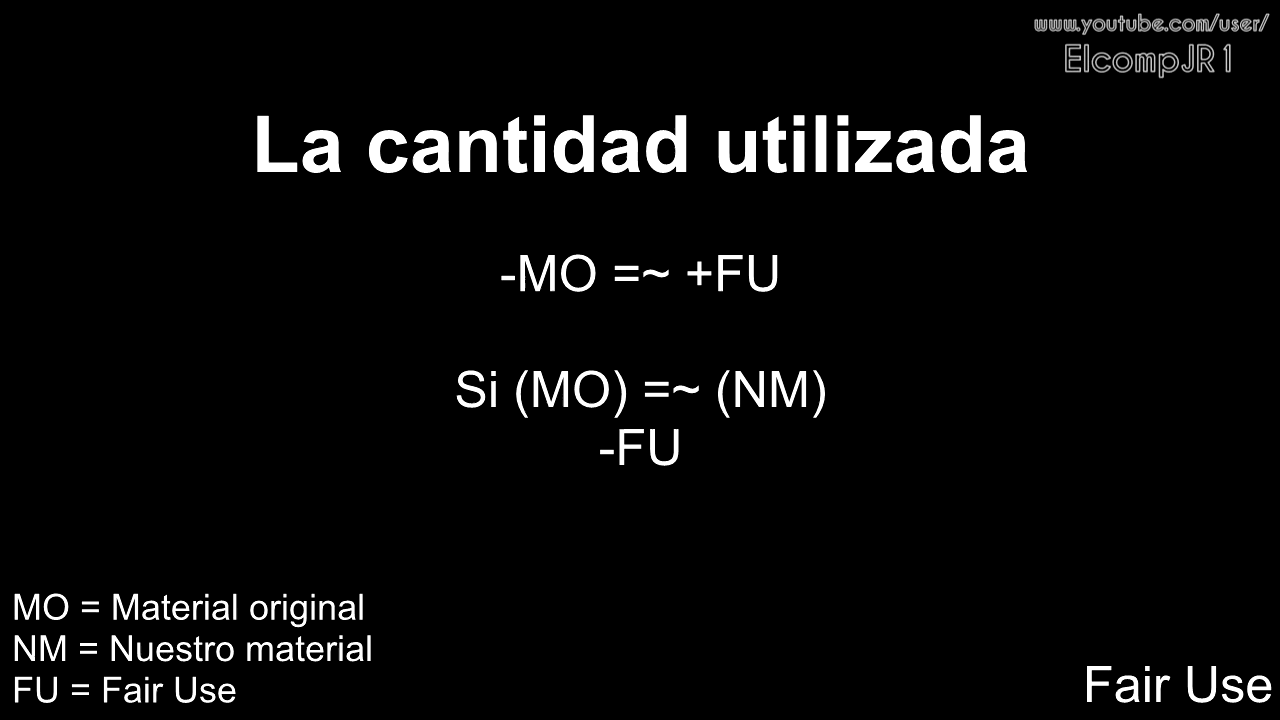 www.youtube.com/user/
ElcompJR1
La cantidad utilizada
-MO =~ +FU
Si (MO) =~ (NM)
-FU
MO = Material original
NM = Nuestro material
FU = Fair Use
Fair Use